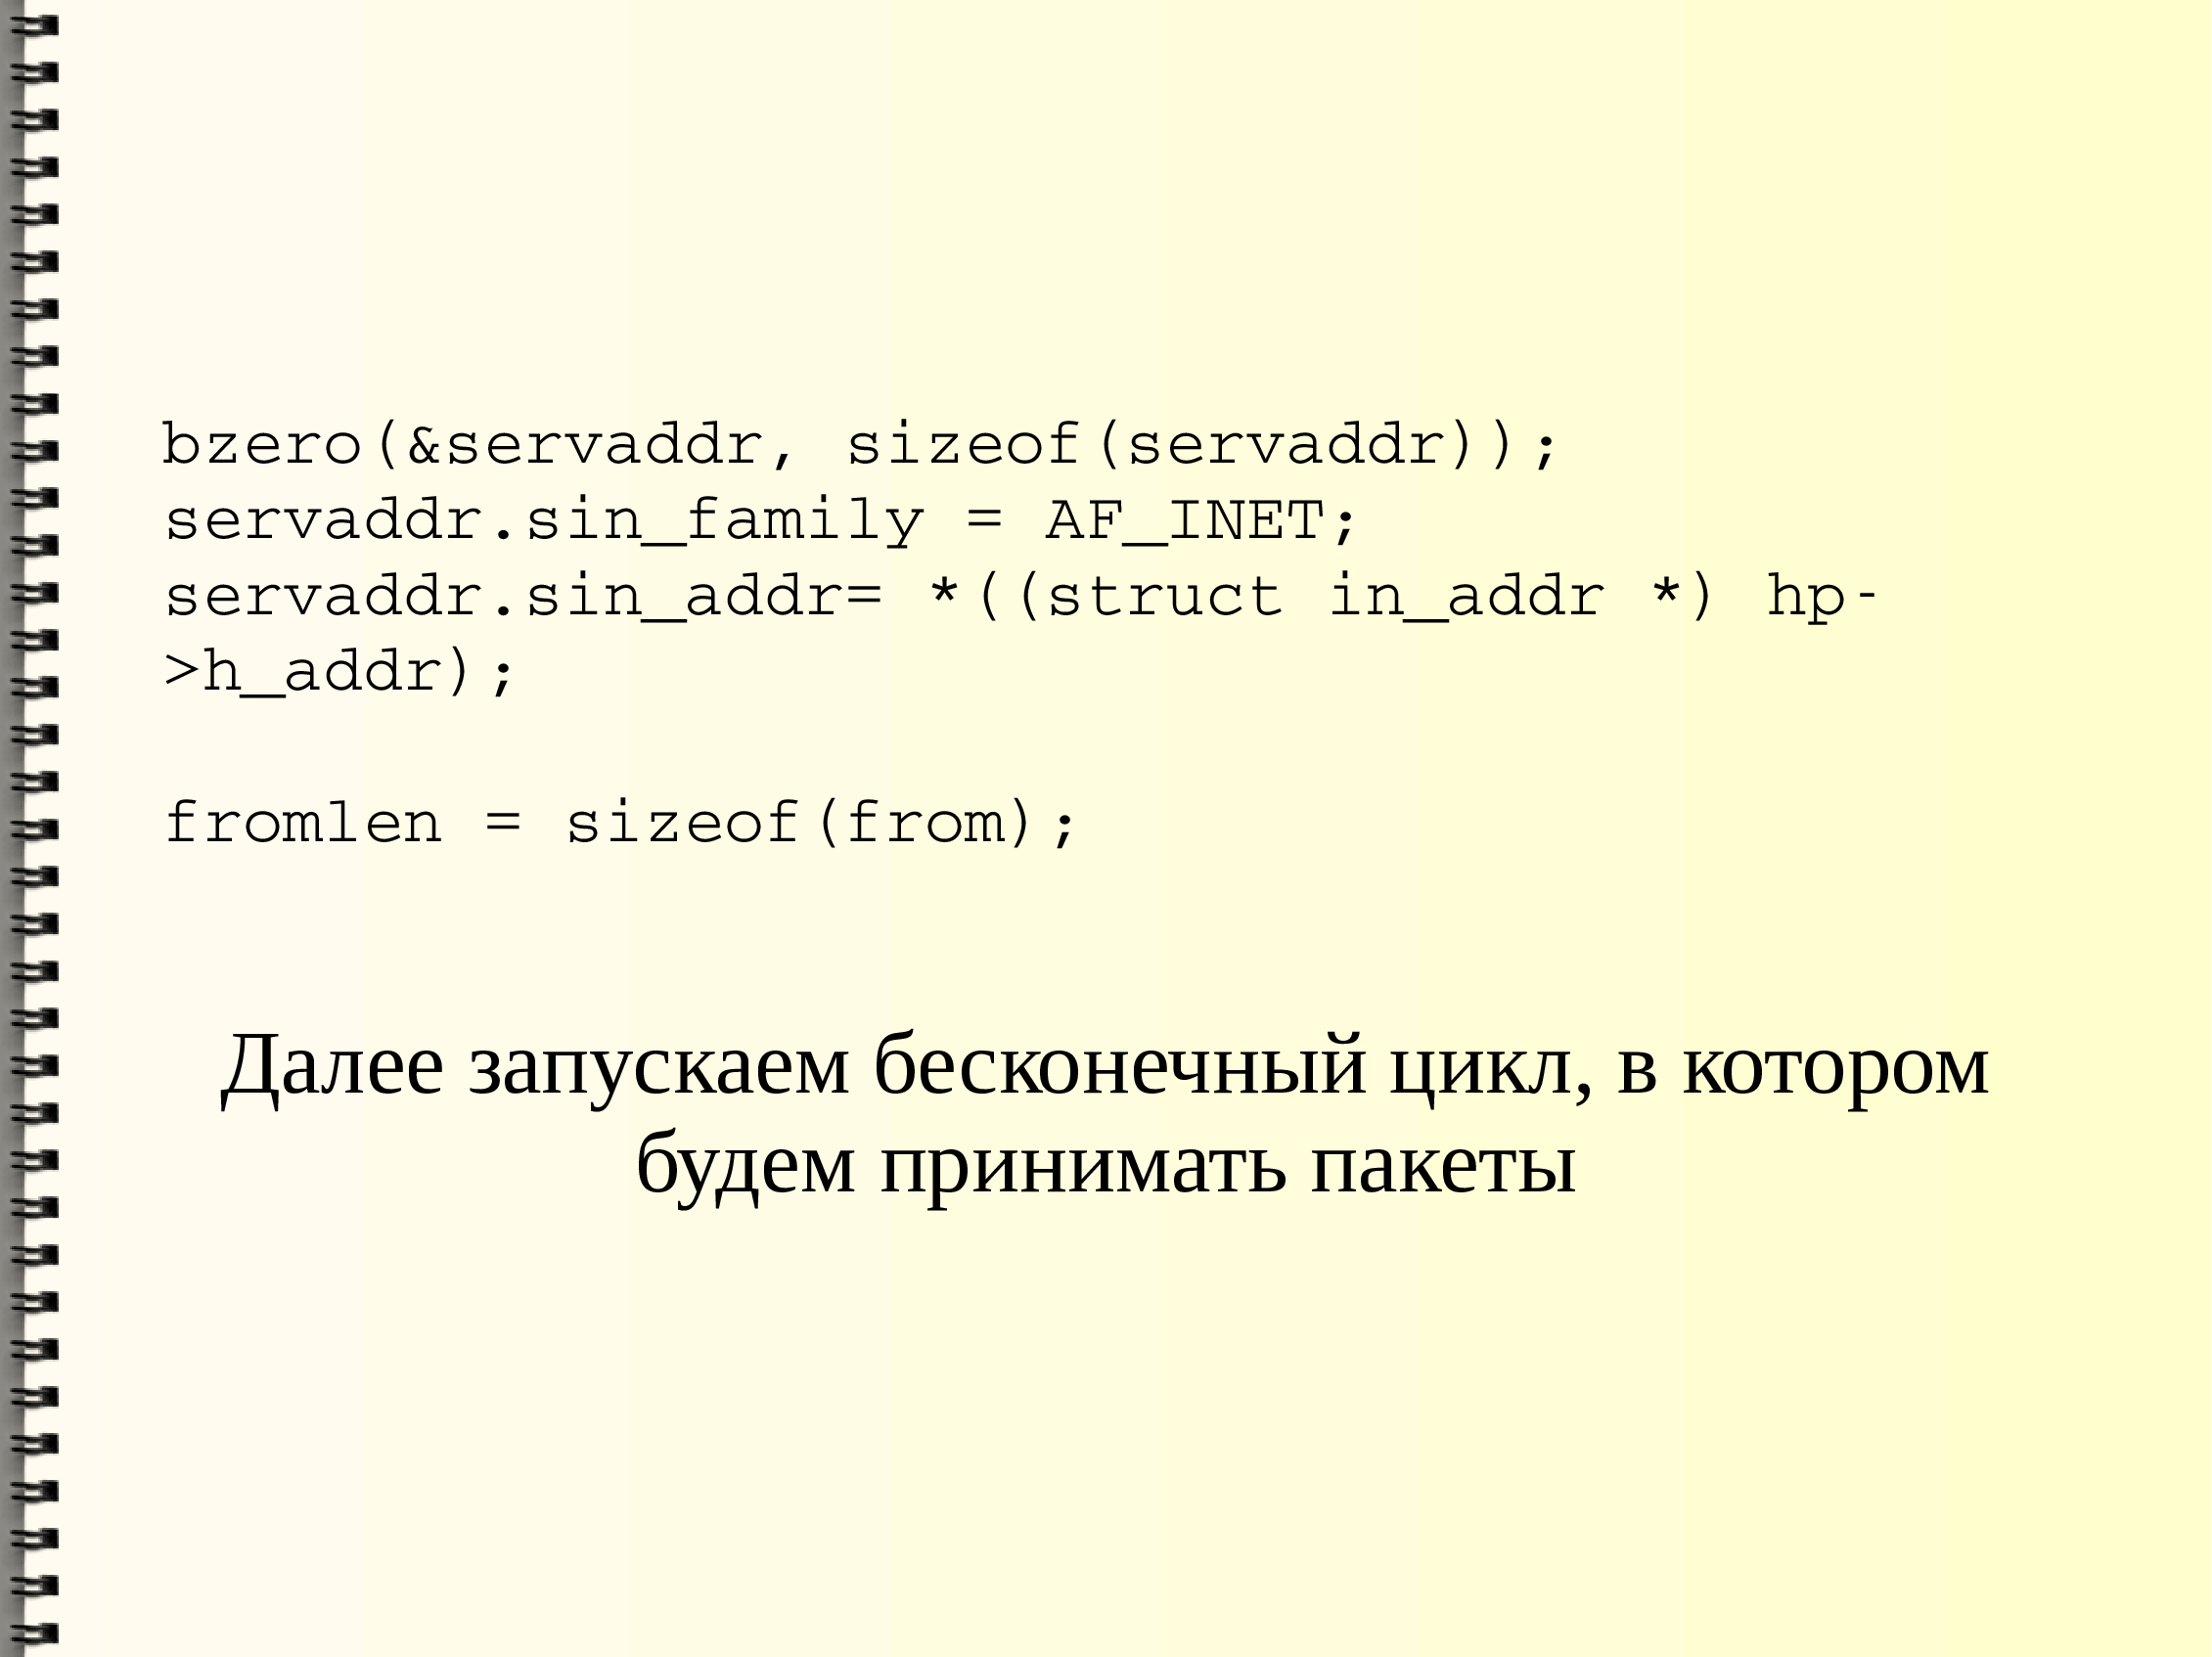 bzero(&servaddr, sizeof(servaddr));
servaddr.sin_family = AF_INET;
servaddr.sin_addr= *((struct in_addr *) hp-
>h_addr);
fromlen = sizeof(from);
Далее запускаем бесконечный цикл, в котором
будем принимать пакеты